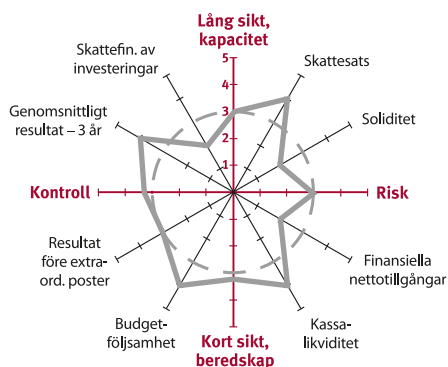 Lång sikt,
kapacitet
Skattefin. av
investeringar
Skattesats
Genomsnittligt
resultat – 3 år
Soliditet
5
4
3
2
1
0
Kontroll
Risk
Resultat
före extra-
ord. poster
Finansiella
nettotillgångar
Budget-
följsamhet
Kassa-
likviditet
Kort sikt,
beredskap